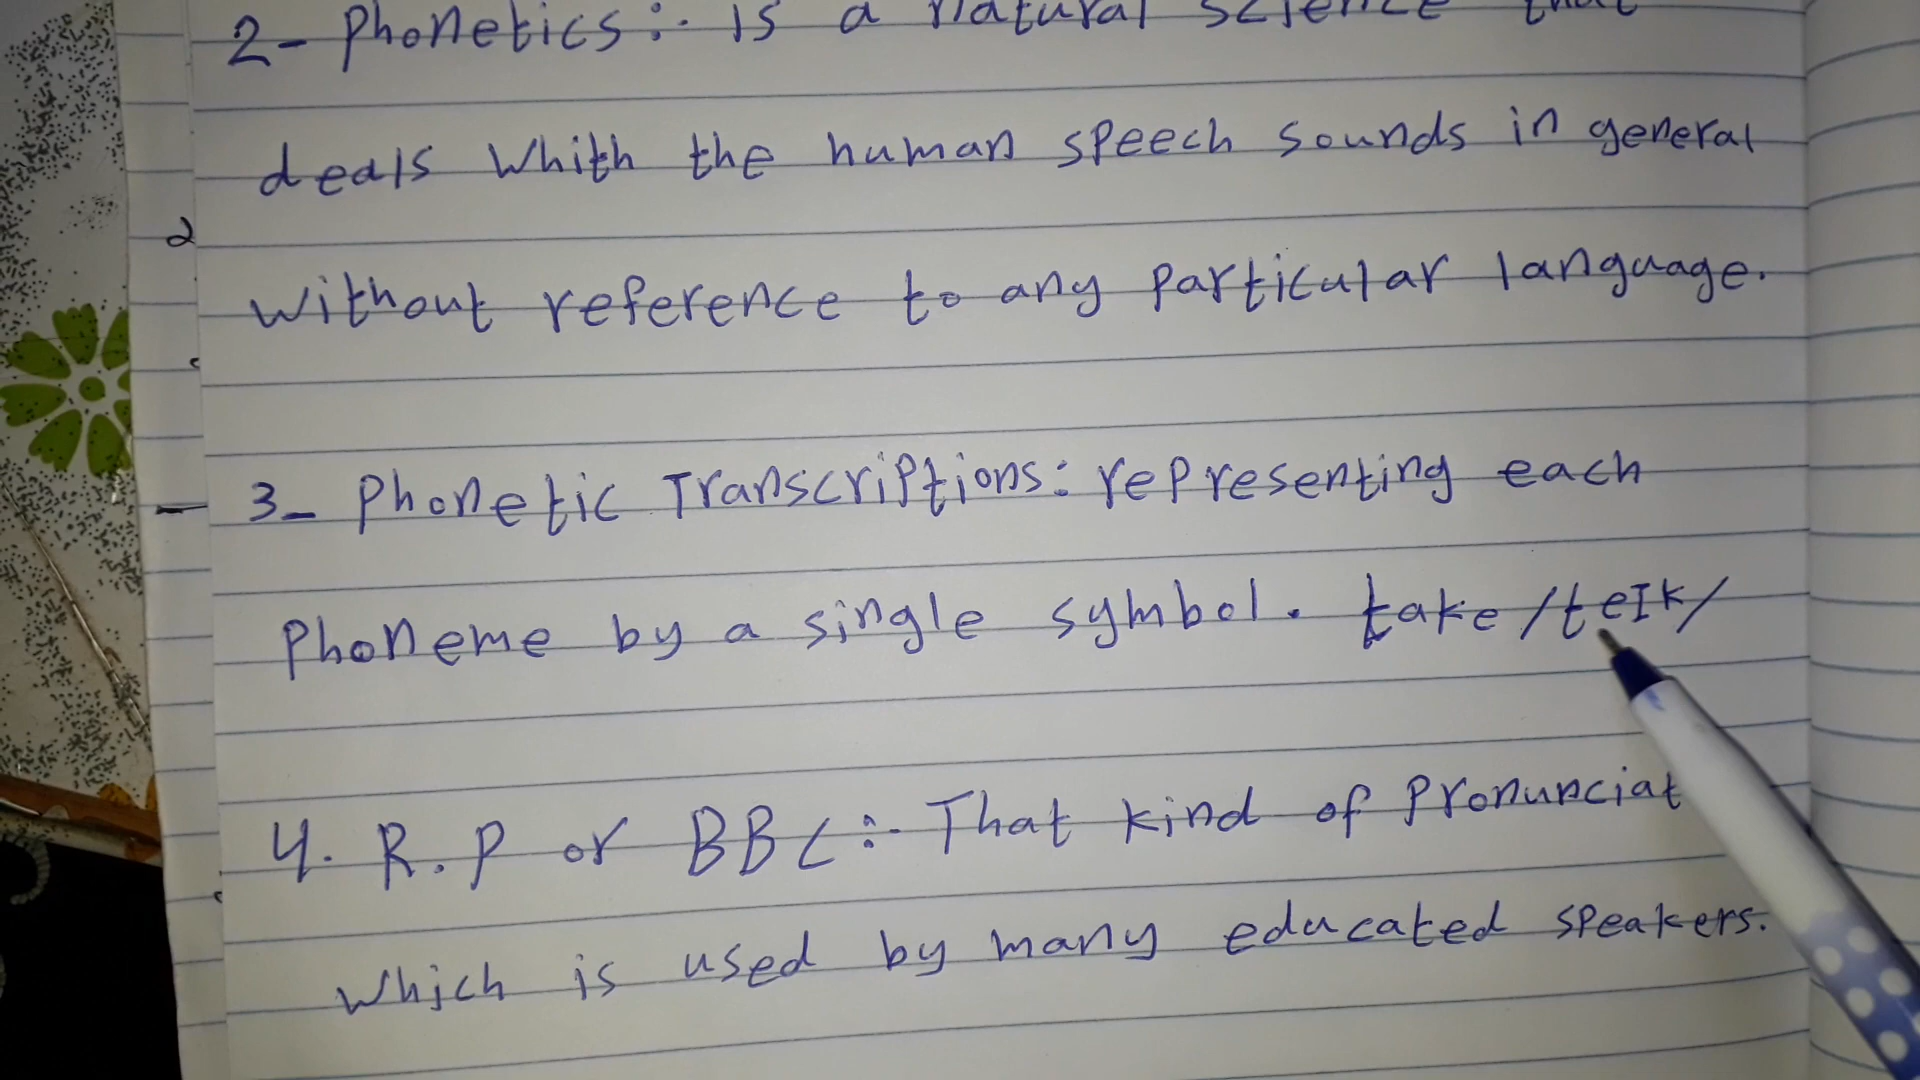 2- Phonetics:- is a natural science that
deals Whith the human speech sounds in general
without reference to any particular language.
3- Phonetic Transcriptions: representing each
Phoneme by a single symbol. take /teIk/
4. R.P or BBC:- That kind of Pronunciat
which is used by many educated speakers.